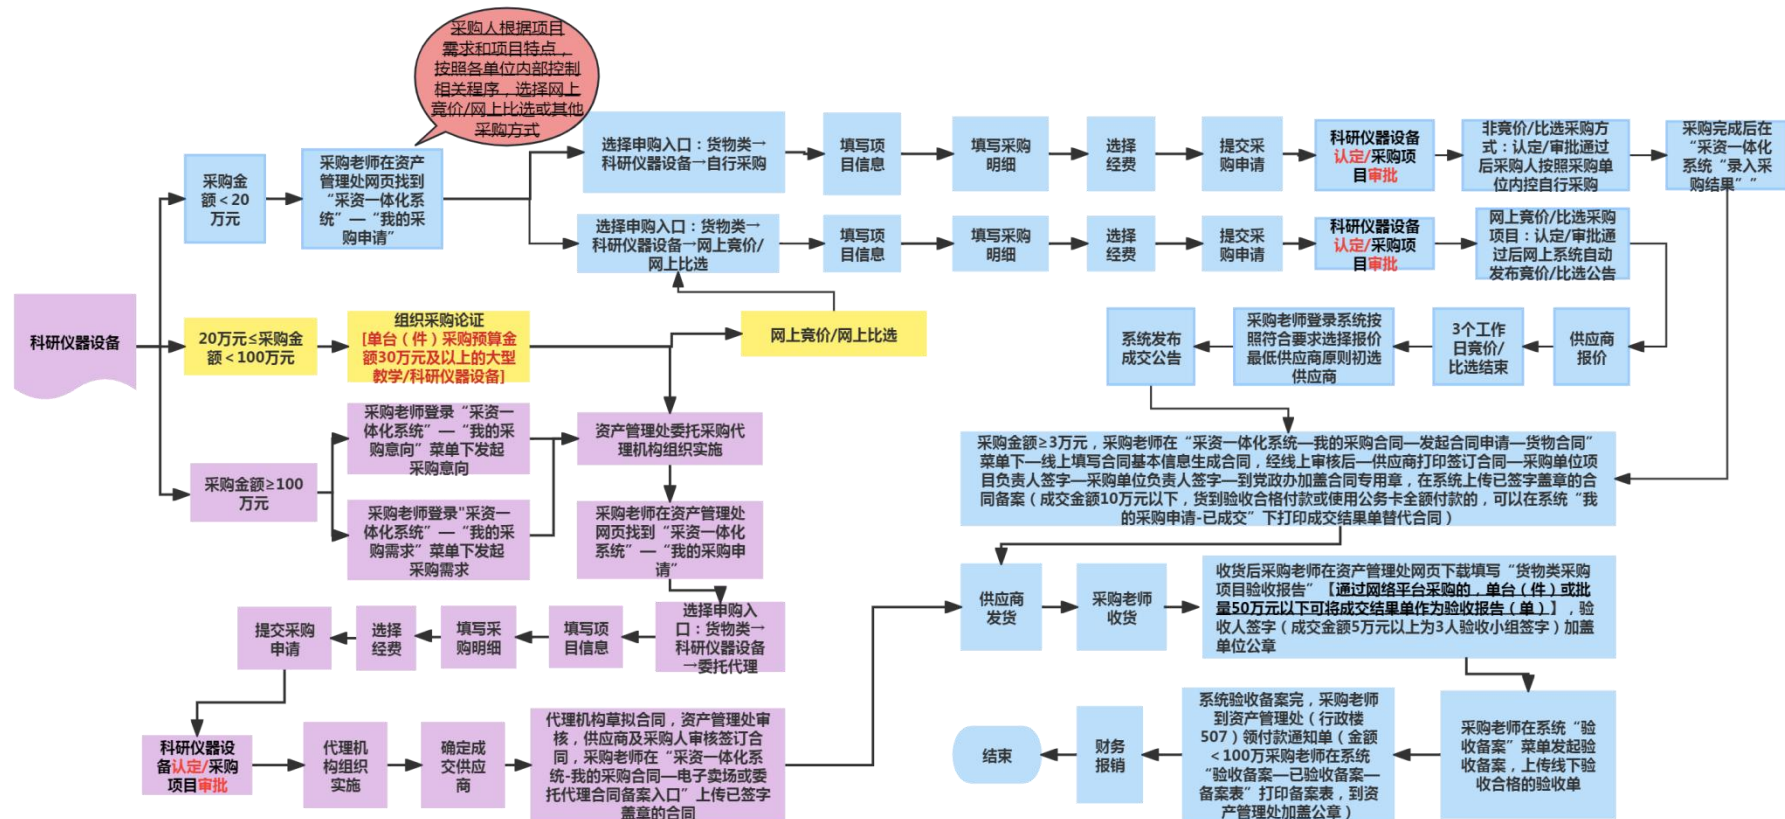 采购人根据项目
需求和项目特点，
按照各单位内部控制
相关程序，选择网上
竟价/网上比选或其他
采购方式
科研仪器设备
采购金
额＜20
万元
采购老师在资产
管理处网页找到
“采资一体化系
统”—“我的采
购申请”
选择申购入口：货物类→
科研仪器设备→自行采购
填写项
目信息
填写采购
明细
选择
经费
提交采
购申请
科研仪器设备
认定/采购项
目审批
非竟价/比选采购方
式：认定/审批通过
后采购人按照采购单
位内控自行采购
采购完成后在
“采资一体化
系统“录入采
购结果””
选择申购入口：货物类→
科研仪器设备→网上竟价/
网上比选
填写项
目信息
填写采购
明细
选择
经费
提交采
购申请
科研仪器设备
认定/采购项
目审批
网上竟价/比选采购
项目：认定/审批通
过后网上系统自动
发布竟价/比选公告
供应商
报价
3个工作
日竟价/
比选结束
采购老师登录系统按
照符合要求选择报价
最低供应商原则初选
供应商
系统发布
成交公告
20万元≤采购金
额＜100万元
组织采购论证
[单台（件）采购预算金
额30万元及以上的大型
教学/科研仪器设备]
网上竟价/网上比选
采购金额≥100
万元
采购老师登录“采资一
体化系统”—“我的采
购意向”菜单下发起
采购意向
采购老师登录"采资一
体化系统”—“我的采
购需求”菜单下发起
采购需求
资产管理处委托采购代
理机构组织实施
采购老师在资产管理处
网页找到“采资一体化
系统”—“我的采购申
请”
选择申购入
口：货物类→
科研仪器设备
→委托代理
填写项
目信息
填写采
购明细
选择
经费
提交采购
申请
科研仪器设
备认定/采购
项目审批
代理机
构组织
实施
确定成
交供应
商
代理机构草拟合同，资产管理处审
核，供应商及采购人审核签订合
同，采购老师在“采资一体化系
统-我的采购合同—电子卖场或委
托代理合同备案入口”上传已签字
盖章的合同
采购金额≥3万元，采购老师在“采资一体化系统—我的采购合同—发起合同申请—货物合同”
菜单下—线上填写合同基本信息生成合同，经线上审核后—供应商打印签订合同—采购单位项
目负责人签字—采购单位负责人签字—到党政办加盖合同专用章，在系统上传已签字盖章的合
同备案（成交金额10万元以下，货到验收合格付款或使用公务卡全额付款的，可以在系统“我
的采购申请-已成交”下打印成交结果单替代合同）
供应商
发货
采购老师
收货
收货后采购老师在资产管理处网页下载填写“货物类采购
项目验收报告”【通过网络平台采购的，单台（件）或批
量50万元以下可将成交结果单作为验收报告（单）】，验
收人签字（成交金额5万元以上为3人验收小组签字）加盖
单位公章
采购老师在系统“验
收备案”菜单发起验
收备案，上传线下验
收合格的验收单
系统验收备案完，采购老师
到资产管理处（行政楼
507）领付款通知单（金额
＜100万采购老师在系统
“验收备案—已验收备案—
备案表”打印备案表，到资
产管理处加盖公章）
财务
报销
结束